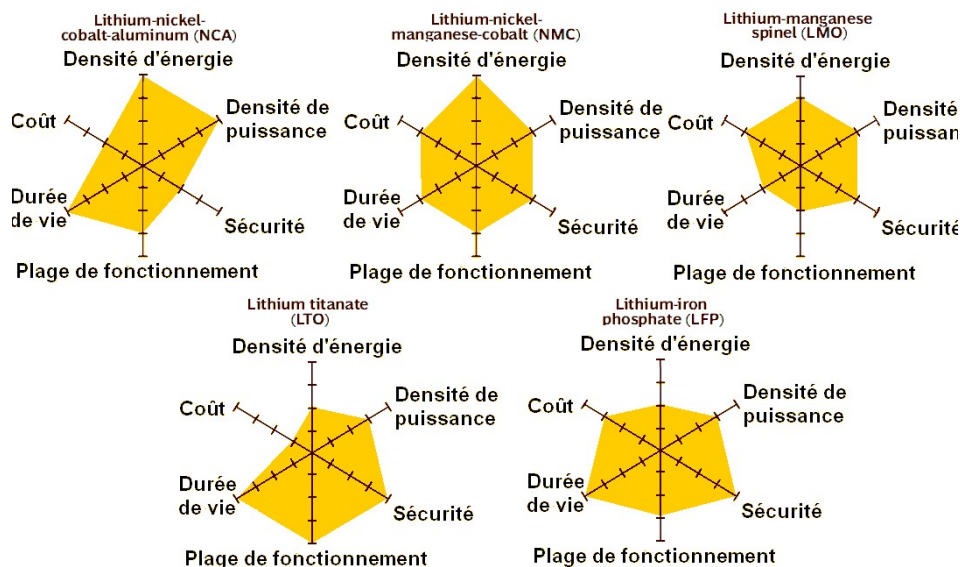 Lithium-nickel-
cobalt-aluminum (NCA)
Densité d'énergie
Densité de
puissance
Coût
Durée
de vie
Sécurité
Plage de fonctionnement
Lithium-nickel-
manganese-cobalt (NMC)
Densité d'énergie
Densité de
puissance
Coût
Durée
de vie
Sécurité
Plage de fonctionnement
Lithium-manganese
spinel (LMO)
Densité d'énergie
Densité
puissan
Coût
Durée
de vie
Sécurité
Plage de fonctionnement
Lithium titanate
(LTO)
Densité d'énergie
Densité de
puissance
Coût
Durée
de vie
Sécurité
Plage de fonctionnement
Lithium-iron
phosphate (LFP)
Densité d'énergie
Densité de
puissance
Coût
Durée
de vie
Sécurité
Plage de fonctionnement